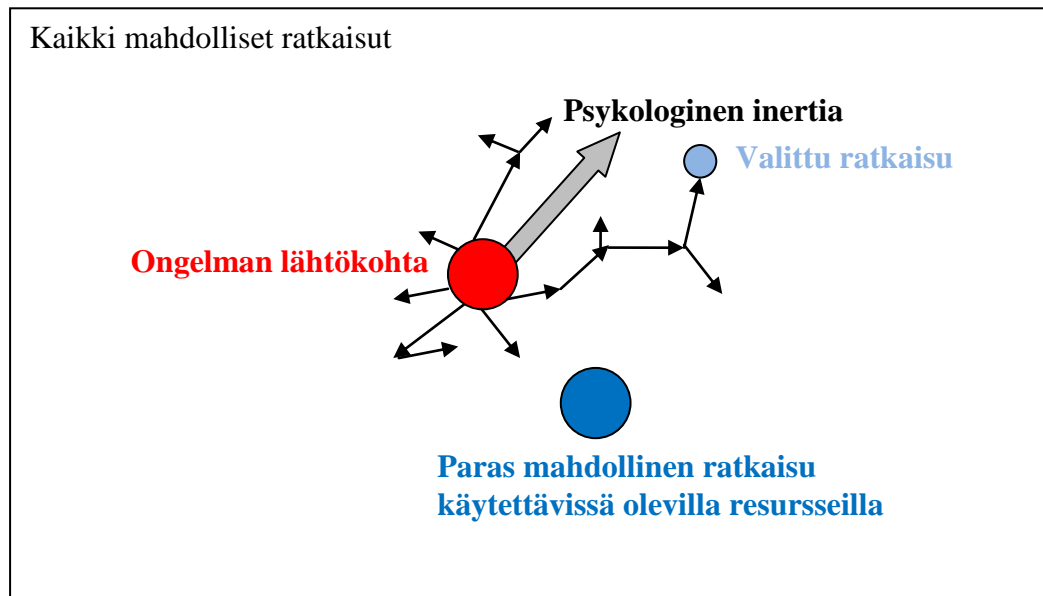 Kaikki mahdolliset ratkaisut
Psykologinen inertia
Valittu ratkaisu
Ongelman lähtökohta
Paras mahdollinen ratkaisu
käytettävissä olevilla resursseilla